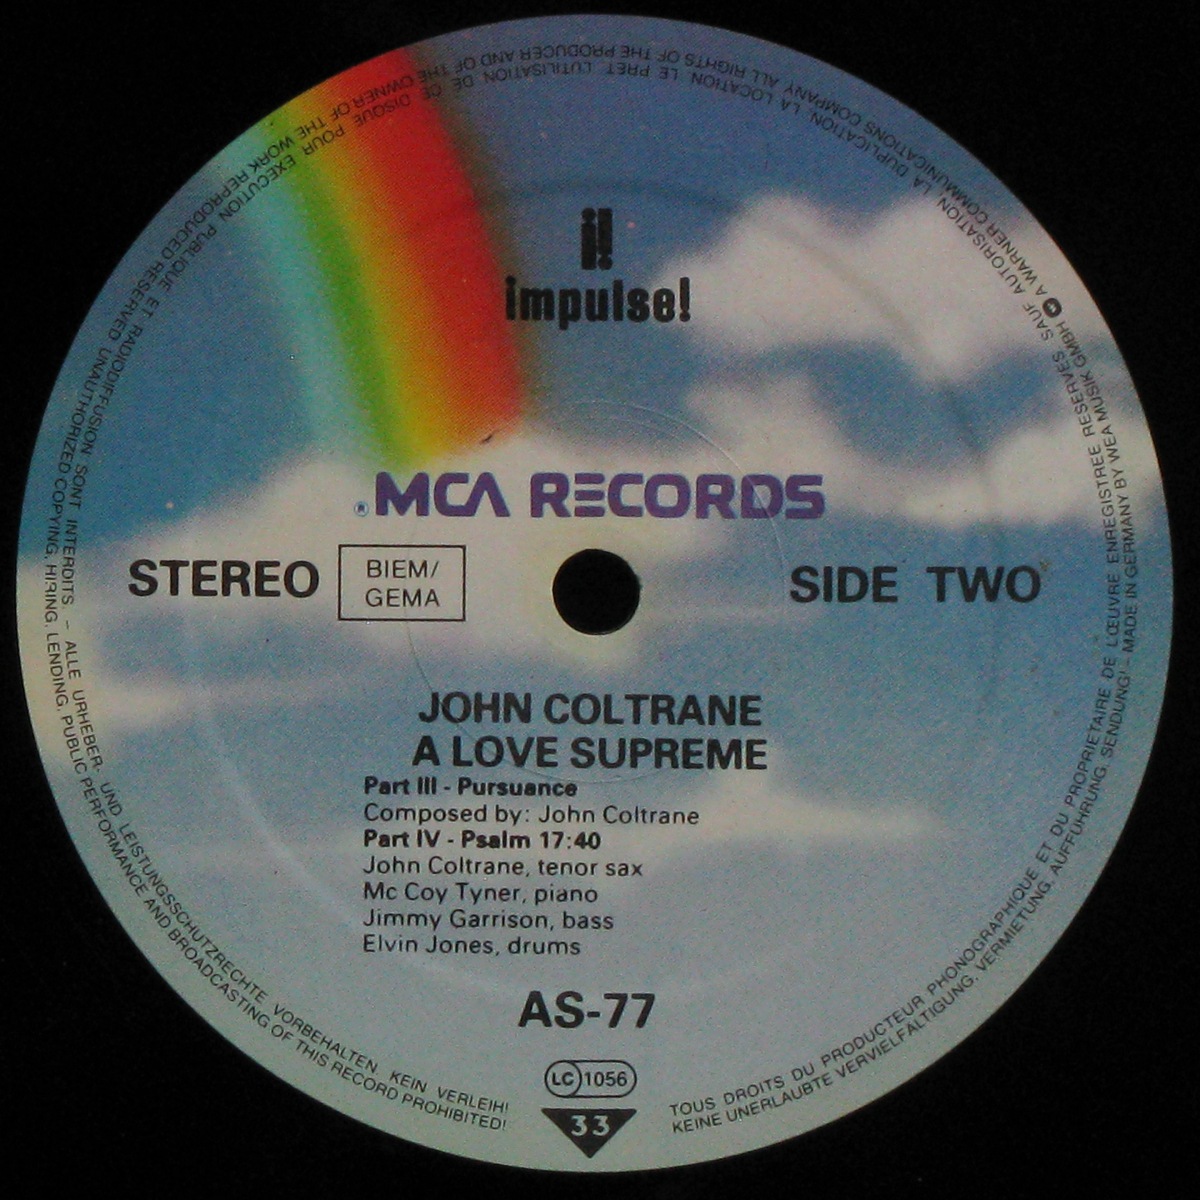 i!
impulse!
® MCA RECORDS
STEREO
BIEM/
GEMA
SIDE TWO
JOHN COLTRANE
A LOVE SUPREME
Part III - Pursuance
Composed by: John Coltrane
Part IV - Psalm 17:40
John Coltrane, tenor sax
Mc Coy Tyner, piano
Jimmy Garrison, bass
Elvin Jones, drums
AS-77
LC 1056
33
TOUS DROITS DU PRODUCTEUR PHONOGRAPHIQUE ET DU PROPRIETAIRE DE L'ŒUVRE ENREGISTREE RESERVES SAUF AUTORISATION, LA DUPLICATION, LA LOCATION, LE PRET, L'UTILISATION DE CE DISQUE POUR EXECUTION PUBLIQUE ET RADIODIFFUSION SONT INTERDITS – ALLE URHEBER- UND LEISTUNGSSCHUTZRECHTE VORBEHALTEN. KEIN VERLEIH!
KEINE UNERLAUBTE VERVIELFÄLTIGUNG, VERMIETUNG, AUFFÜHRUNG, SENDUNG! – MADE IN GERMANY BY WEA MUSIK GMBH A WARNER COMMUNICATIONS COMPANY. ALL RIGHTS OF THE PRODUCER AND OF THE OWNER OF THE WORK REPRODUCED RESERVED UNAUTHORIZED COPYING, HIRING, LENDING, PUBLIC PERFORMANCE AND BROADCASTING OF THIS RECORD PROHIBITED!